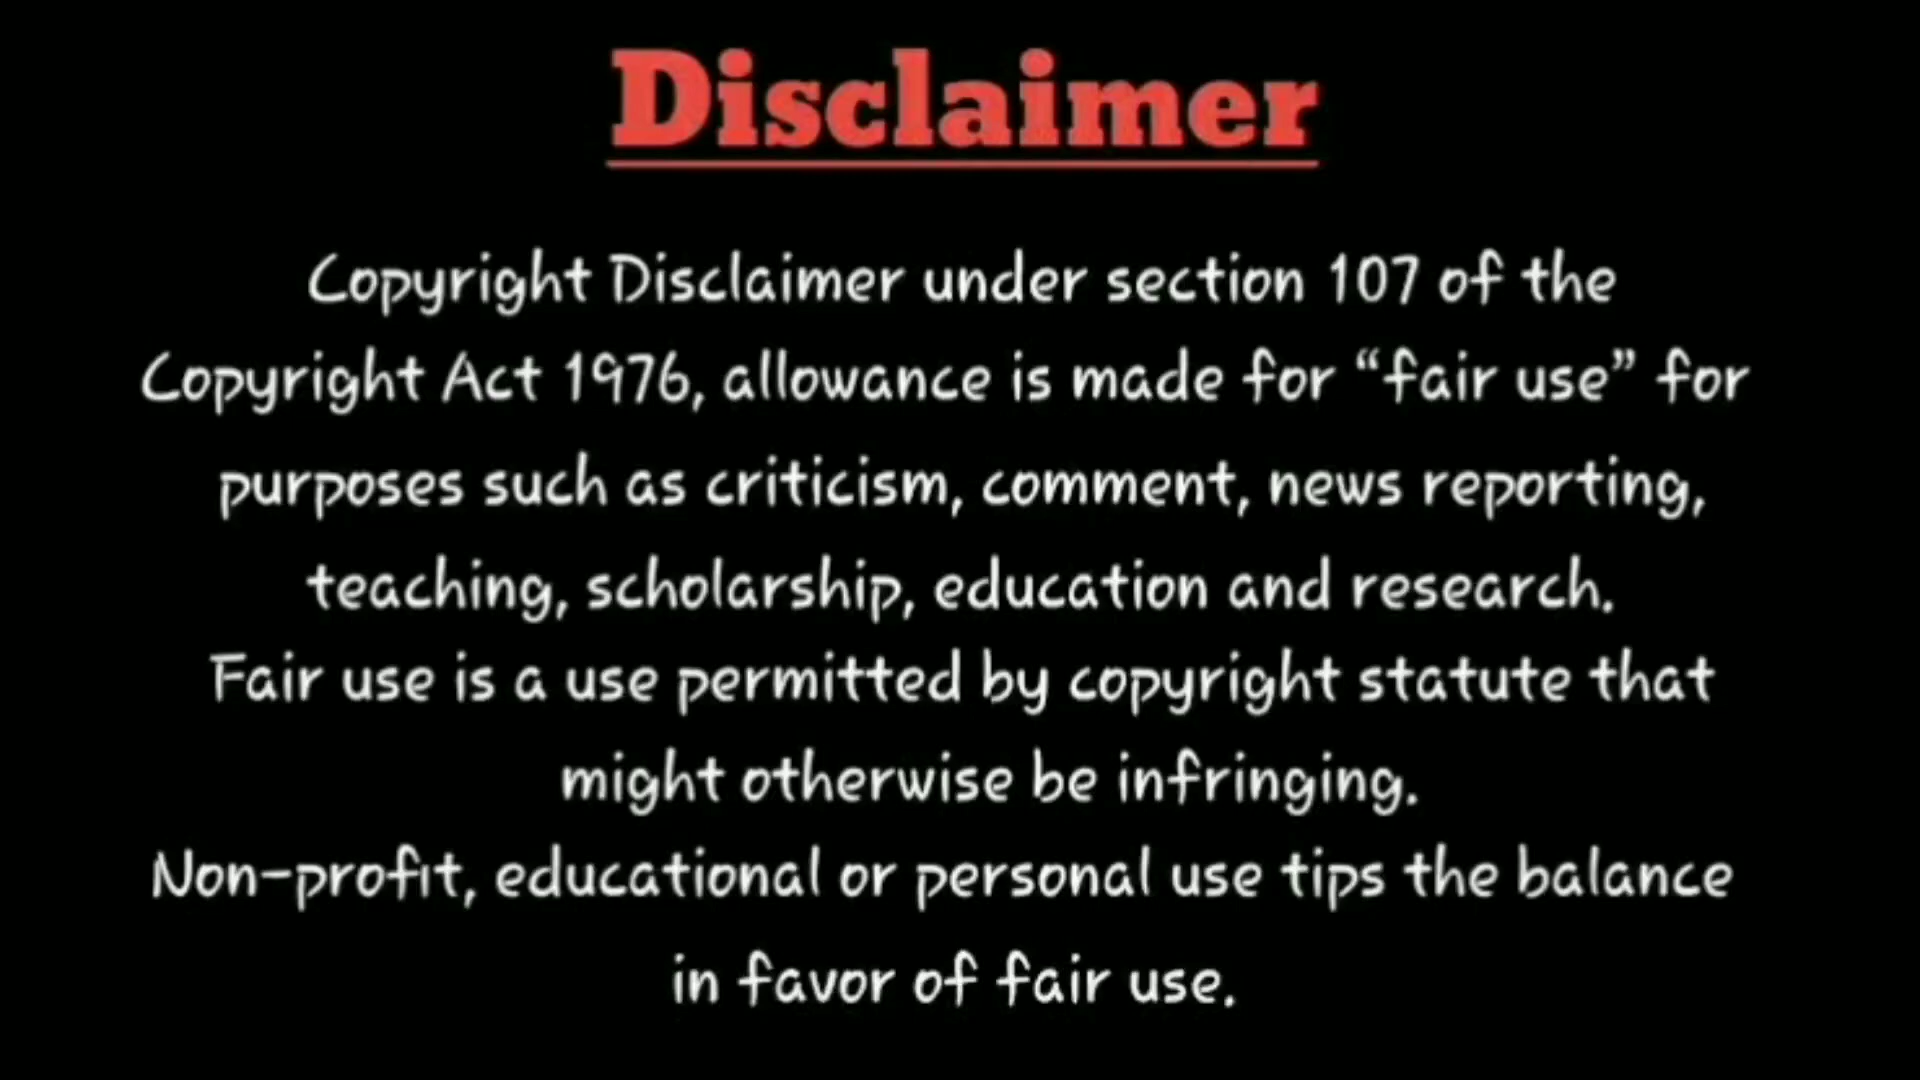 Disclaimer
Copyright Disclaimer under section 107 of the
Copyright Act 1976, allowance is made for “fair use” for
purposes such as criticism, comment, news reporting,
teaching, scholarship, education and research.
Fair use is a use permitted by copyright statute that
might otherwise be infringing.
Non-profit, educational or personal use tips the balance
in favor of fair use.